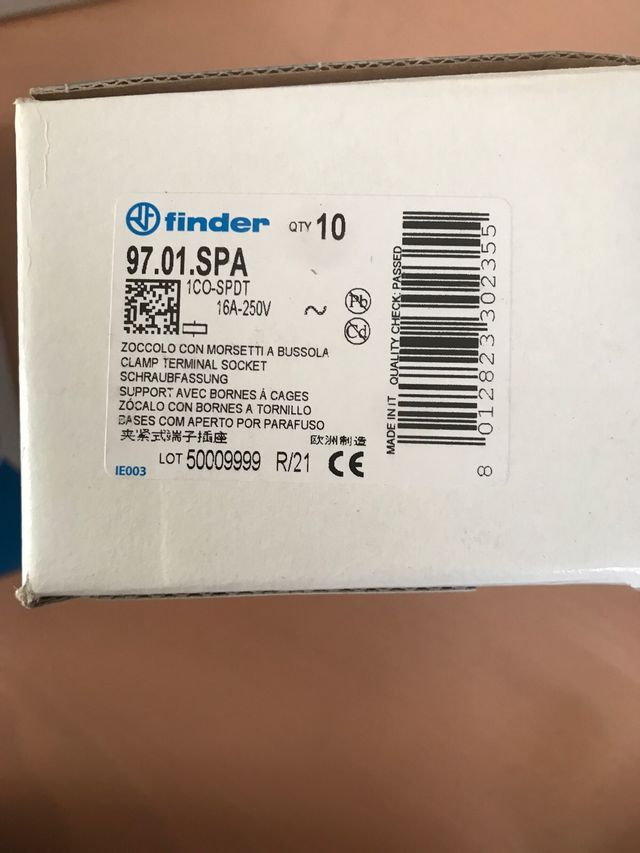 finder QTY 10
97.01.SPA
1CO-SPDT
16A-250V ~
Pb
Cd
ZOCCOLO CON MORSETTI A BUSSOLA
CLAMP TERMINAL SOCKET
SCHRAUBFASSUNG
SUPPORT AVEC BORNES À CAGES
ZÓCALO CON BORNES A TORNILLO
BASES COM APERTO POR PARAFUSO
夹紧式端子插座 欧洲制造
LOT 50009999 R/21 CE
IE003
MADE IN IT QUALITY CHECK: PASSED
8 012823 302355